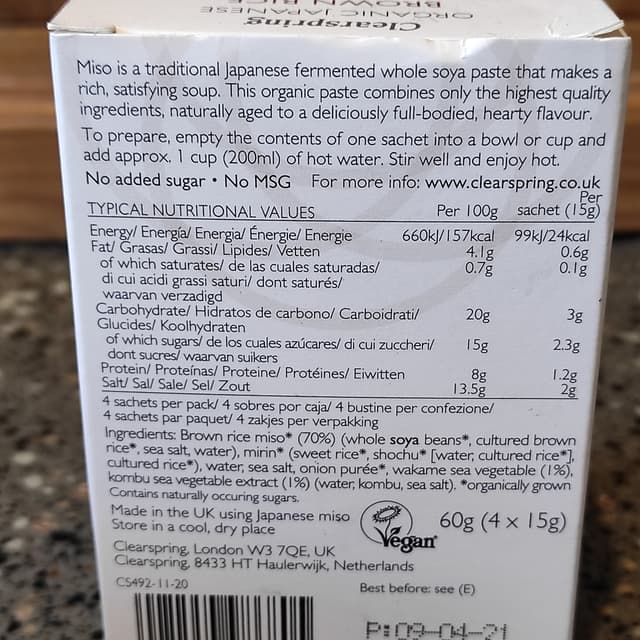 BROWN RICE
ORGANIC JAPANESE
Clearspring
Miso is a traditional Japanese fermented whole soya paste that makes a
rich, satisfying soup. This organic paste combines only the highest quality
ingredients, naturally aged to a deliciously full-bodied, hearty flavour.
To prepare, empty the contents of one sachet into a bowl or cup and
add approx. 1 cup (200ml) of hot water. Stir well and enjoy hot.
No added sugar • No MSG For more info: www.clearspring.co.uk
TYPICAL NUTRITIONAL VALUES Per 100g Per sachet (15g)
Energy/ Energía/ Energia/ Énergie/ Energie 660kJ/157kcal 99kJ/24kcal
Fat/ Grasas/ Grassi/ Lipides/ Vetten 4.1g 0.6g
of which saturates/ de las cuales saturadas/ 0.7g 0.1g
di cui acidi grassi saturi/ dont saturés/
waarvan verzadigd
Carbohydrate/ Hidratos de carbono/ Carboidrati/ 20g 3g
Glucides/ Koolhydraten
of which sugars/ de los cuales azúcares/ di cui zuccheri/ 15g 2.3g
dont sucres/ waarvan suikers
Protein/ Proteínas/ Proteine/ Protéines/ Eiwitten 8g 1.2g
Salt/ Sal/ Sale/ Sel/ Zout 13.5g 2g
4 sachets per pack/ 4 sobres por caja/ 4 bustine per confezione/
4 sachets par paquet/ 4 zakjes per verpakking
Ingredients: Brown rice miso* (70%) (whole soya beans*, cultured brown
rice*, sea salt, water), mirin* (sweet rice*, shochu* [water, cultured rice*],
cultured rice*), water, sea salt, onion purée*, wakame sea vegetable (1%),
kombu sea vegetable extract (1%) (water, kombu, sea salt). *organically grown
Contains naturally occuring sugars.
Made in the UK using Japanese miso
Store in a cool, dry place
Vegan
60g (4 x 15g)
Clearspring, London W3 7QE, UK
Clearspring, 8433 HT Haulerwijk, Netherlands
CS492-11-20
Best before: see (E)
P:09-04-21